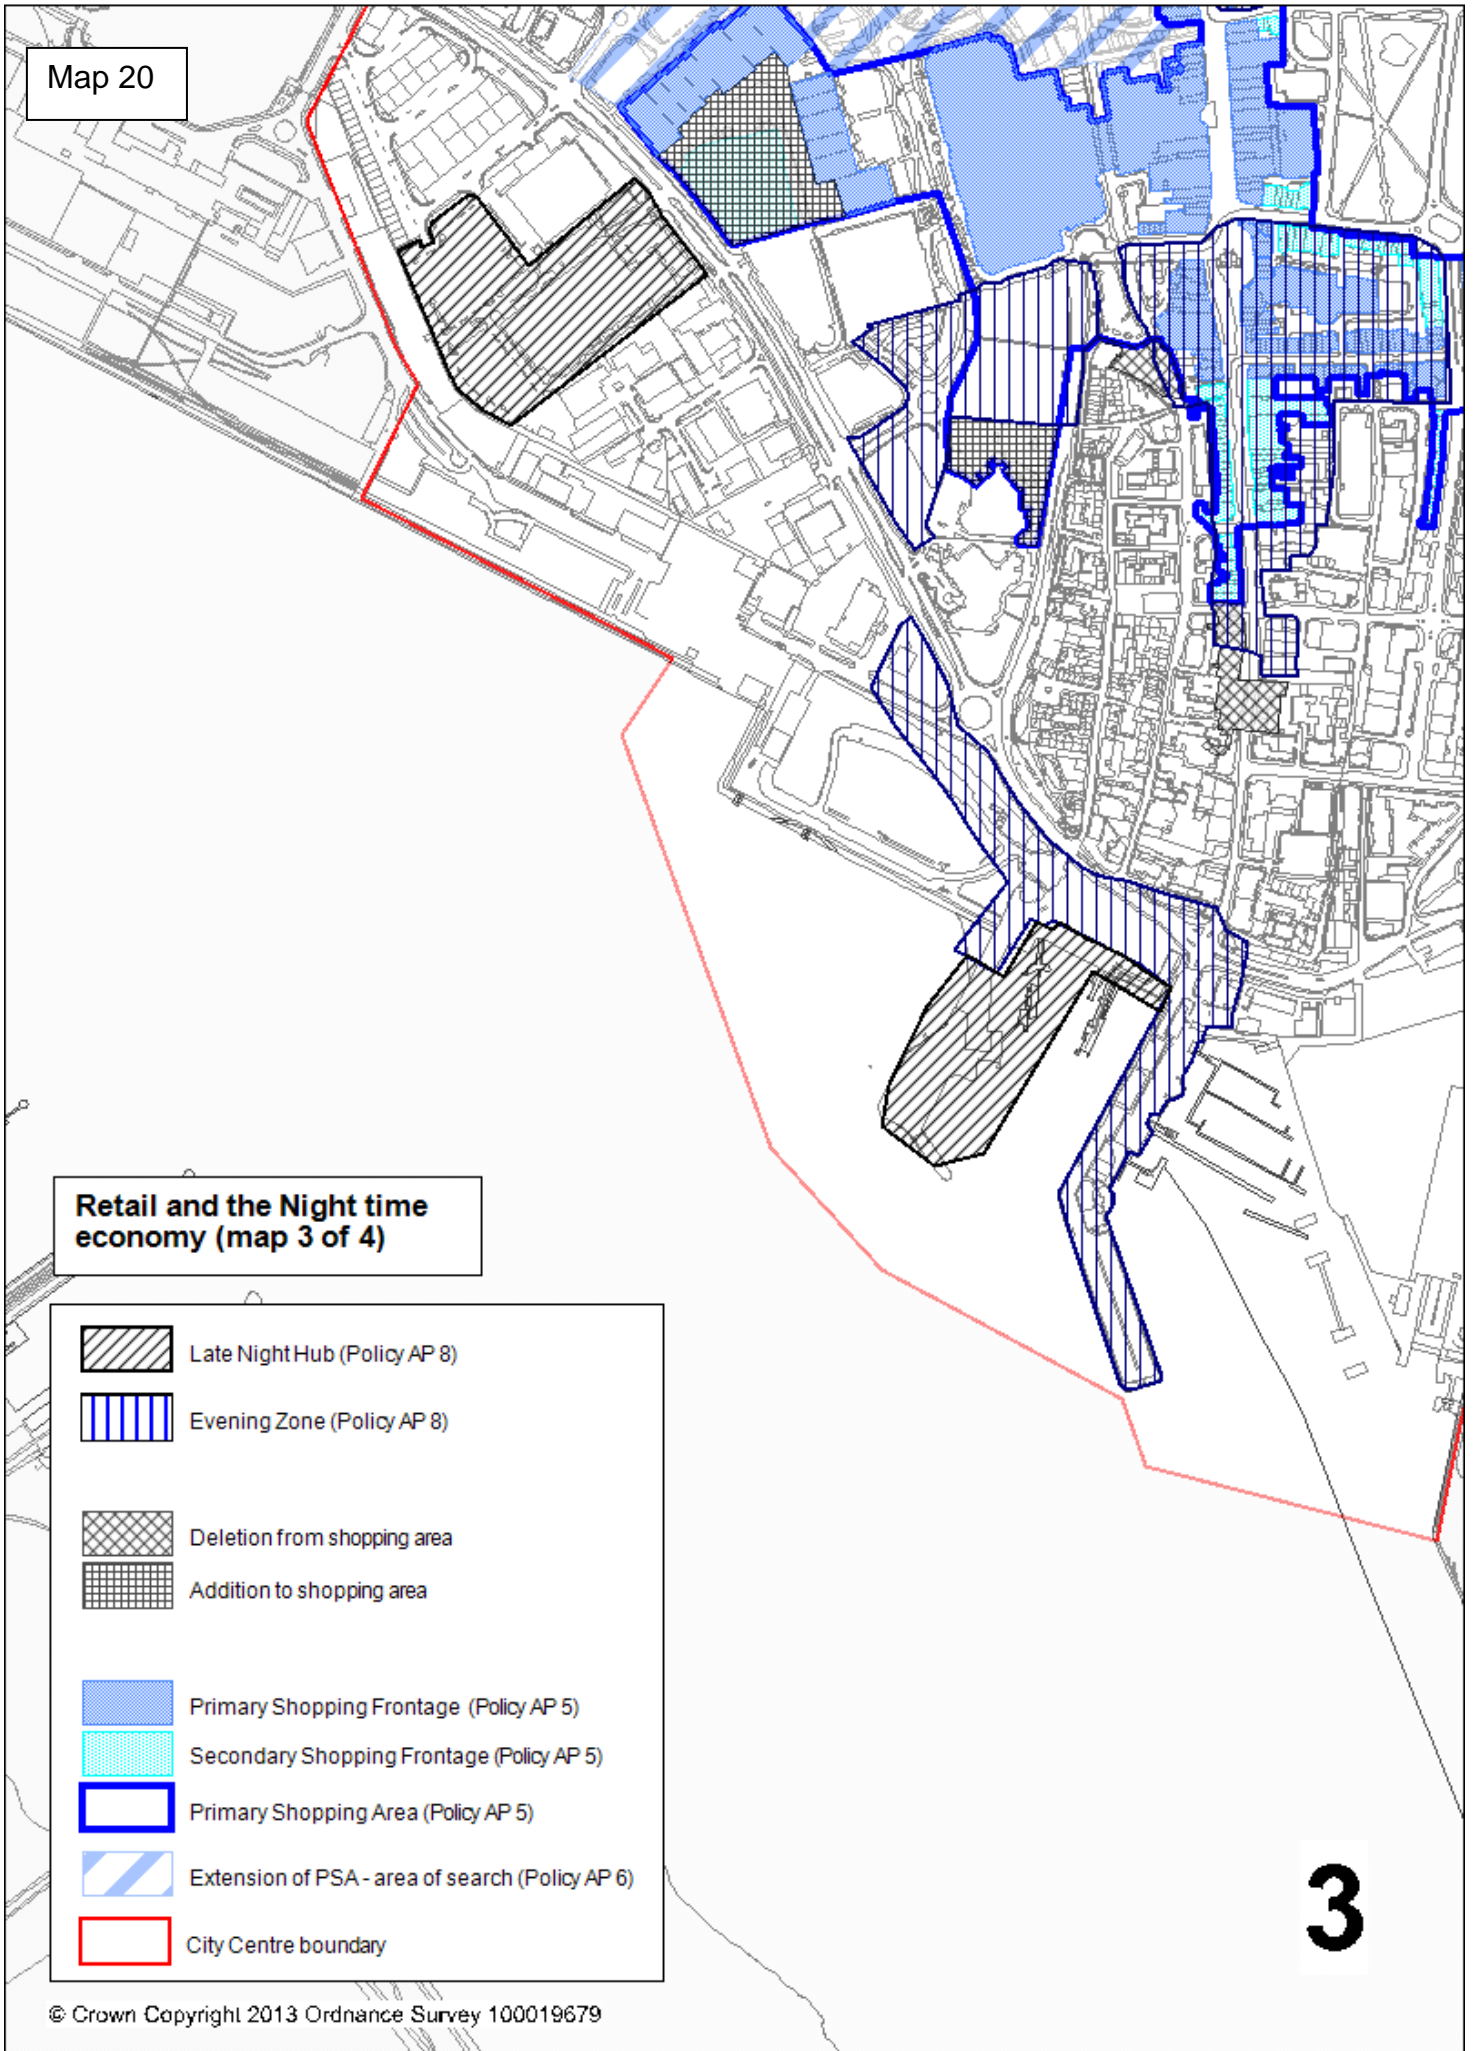 Map 20
Retail and the Night time
economy (map 3 of 4)
Late Night Hub (Policy AP 8)
Evening Zone (Policy AP 8)
Deletion from shopping area
Addition to shopping area
Primary Shopping Frontage (Policy AP 5)
Secondary Shopping Frontage (Policy AP 5)
Primary Shopping Area (Policy AP 5)
Extension of PSA - area of search (Policy AP 6)
City Centre boundary
3
© Crown Copyright 2013 Ordnance Survey 100019679